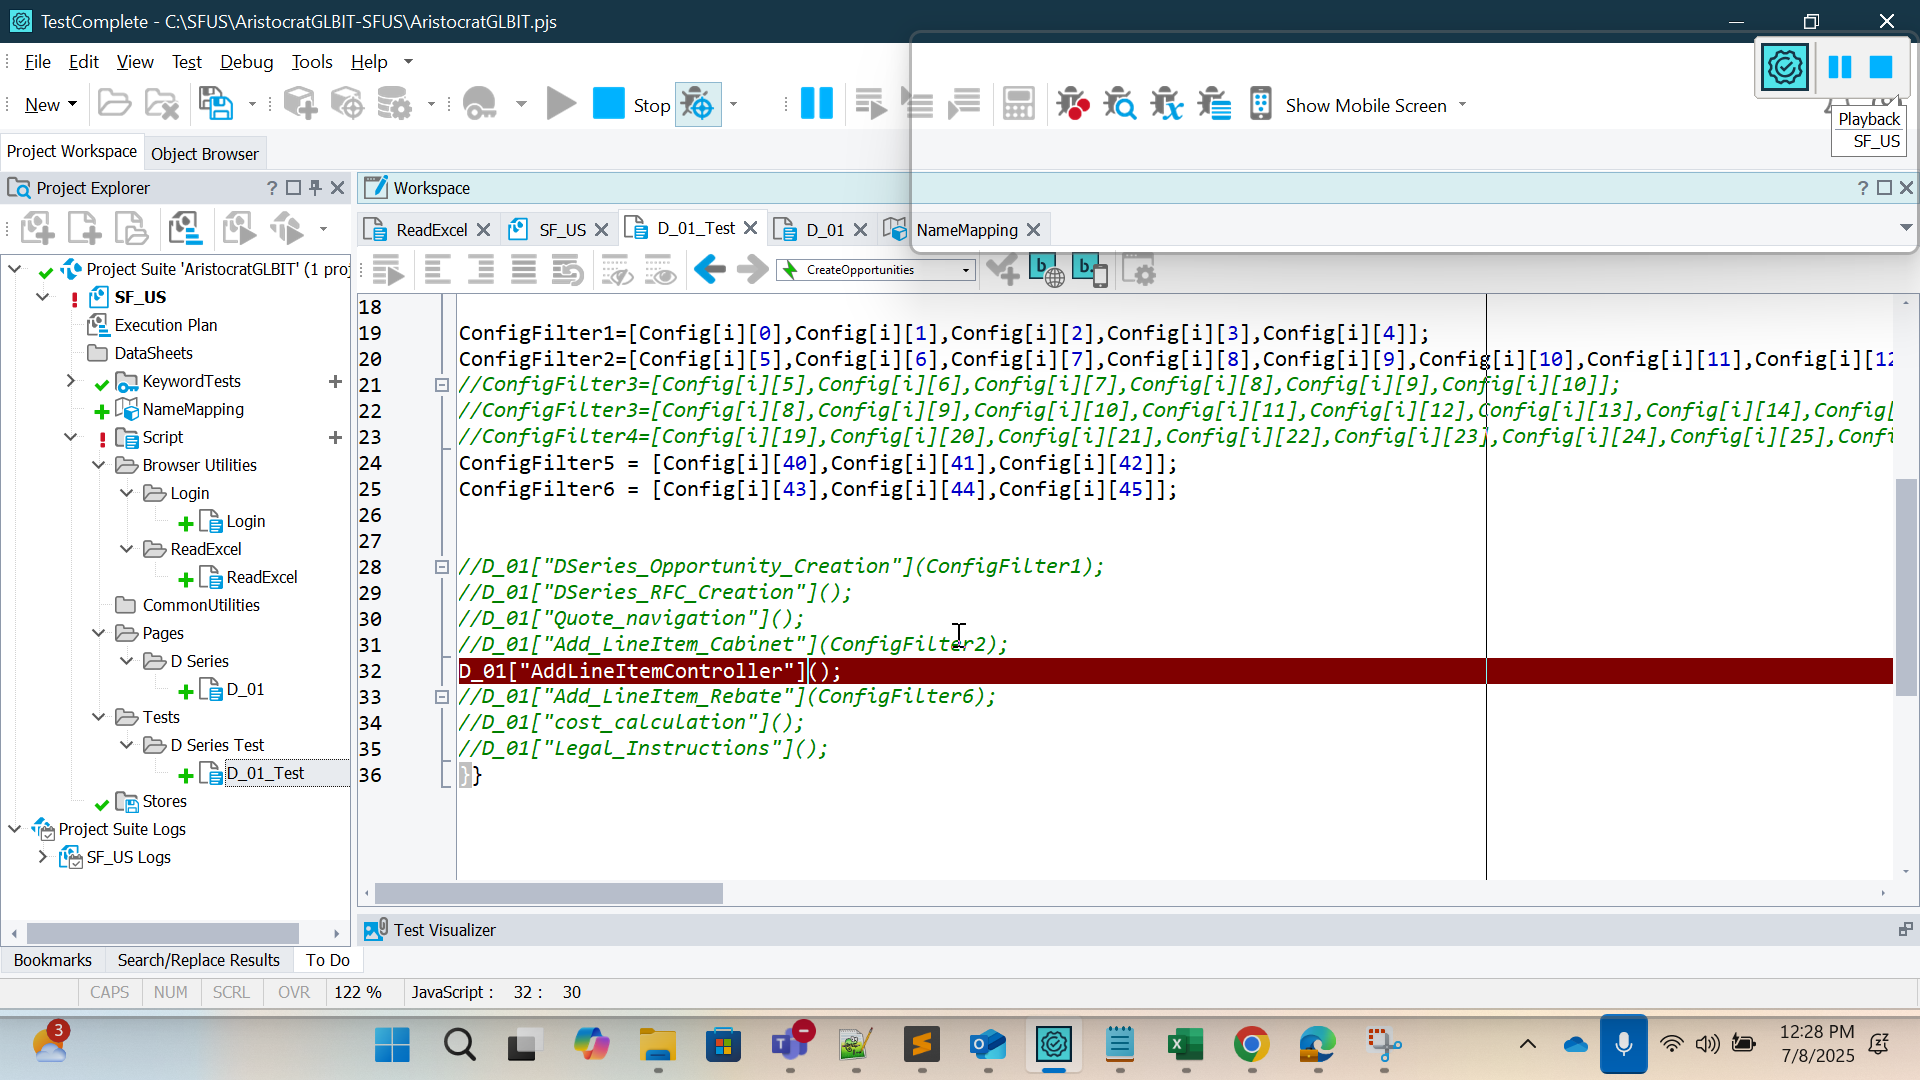 TestComplete - C:\SFUS\AristocratGLBIT-SFUS\AristocratGLBIT.pjs
File Edit View Test Debug Tools Help
New Stop Show Mobile Screen
Playback
SF_US
Project Workspace Object Browser
Project Explorer
Workspace
ReadExcel SF_US D_01_Test D_01 NameMapping
CreateOpportunities
Project Suite 'AristocratGLBIT' (1 proj
SF_US
Execution Plan
DataSheets
KeywordTests
NameMapping
Script
Browser Utilities
Login
Login
ReadExcel
ReadExcel
CommonUtilities
Pages
D Series
D_01
Tests
D Series Test
D_01_Test
Stores
Project Suite Logs
SF_US Logs
18
19 ConfigFilter1=[Config[i][0],Config[i][1],Config[i][2],Config[i][3],Config[i][4]];
20 ConfigFilter2=[Config[i][5],Config[i][6],Config[i][7],Config[i][8],Config[i][9],Config[i][10],Config[i][11],Config[i][12
21 //ConfigFilter3=[Config[i][5],Config[i][6],Config[i][7],Config[i][8],Config[i][9],Config[i][10]];
22 //ConfigFilter3=[Config[i][8],Config[i][9],Config[i][10],Config[i][11],Config[i][12],Config[i][13],Config[i][14],Config[
23 //ConfigFilter4=[Config[i][19],Config[i][20],Config[i][21],Config[i][22],Config[i][23],Config[i][24],Config[i][25],Confi
24 ConfigFilter5 = [Config[i][40],Config[i][41],Config[i][42]];
25 ConfigFilter6 = [Config[i][43],Config[i][44],Config[i][45]];
26
27
28 //D_01["DSeries_Opportunity_Creation"](ConfigFilter1);
29 //D_01["DSeries_RFC_Creation"]();
30 //D_01["Quote_navigation"]();
31 //D_01["Add_LineItem_Cabinet"](ConfigFilter2);
32 D_01["AddLineItemController"]();
33 //D_01["Add_LineItem_Rebate"](ConfigFilter6);
34 //D_01["cost_calculation"]();
35 //D_01["Legal_Instructions"]();
36 }}
Test Visualizer
Bookmarks Search/Replace Results To Do
CAPS NUM SCRL OVR 122 % JavaScript : 32 : 30
3
12:28 PM
7/8/2025